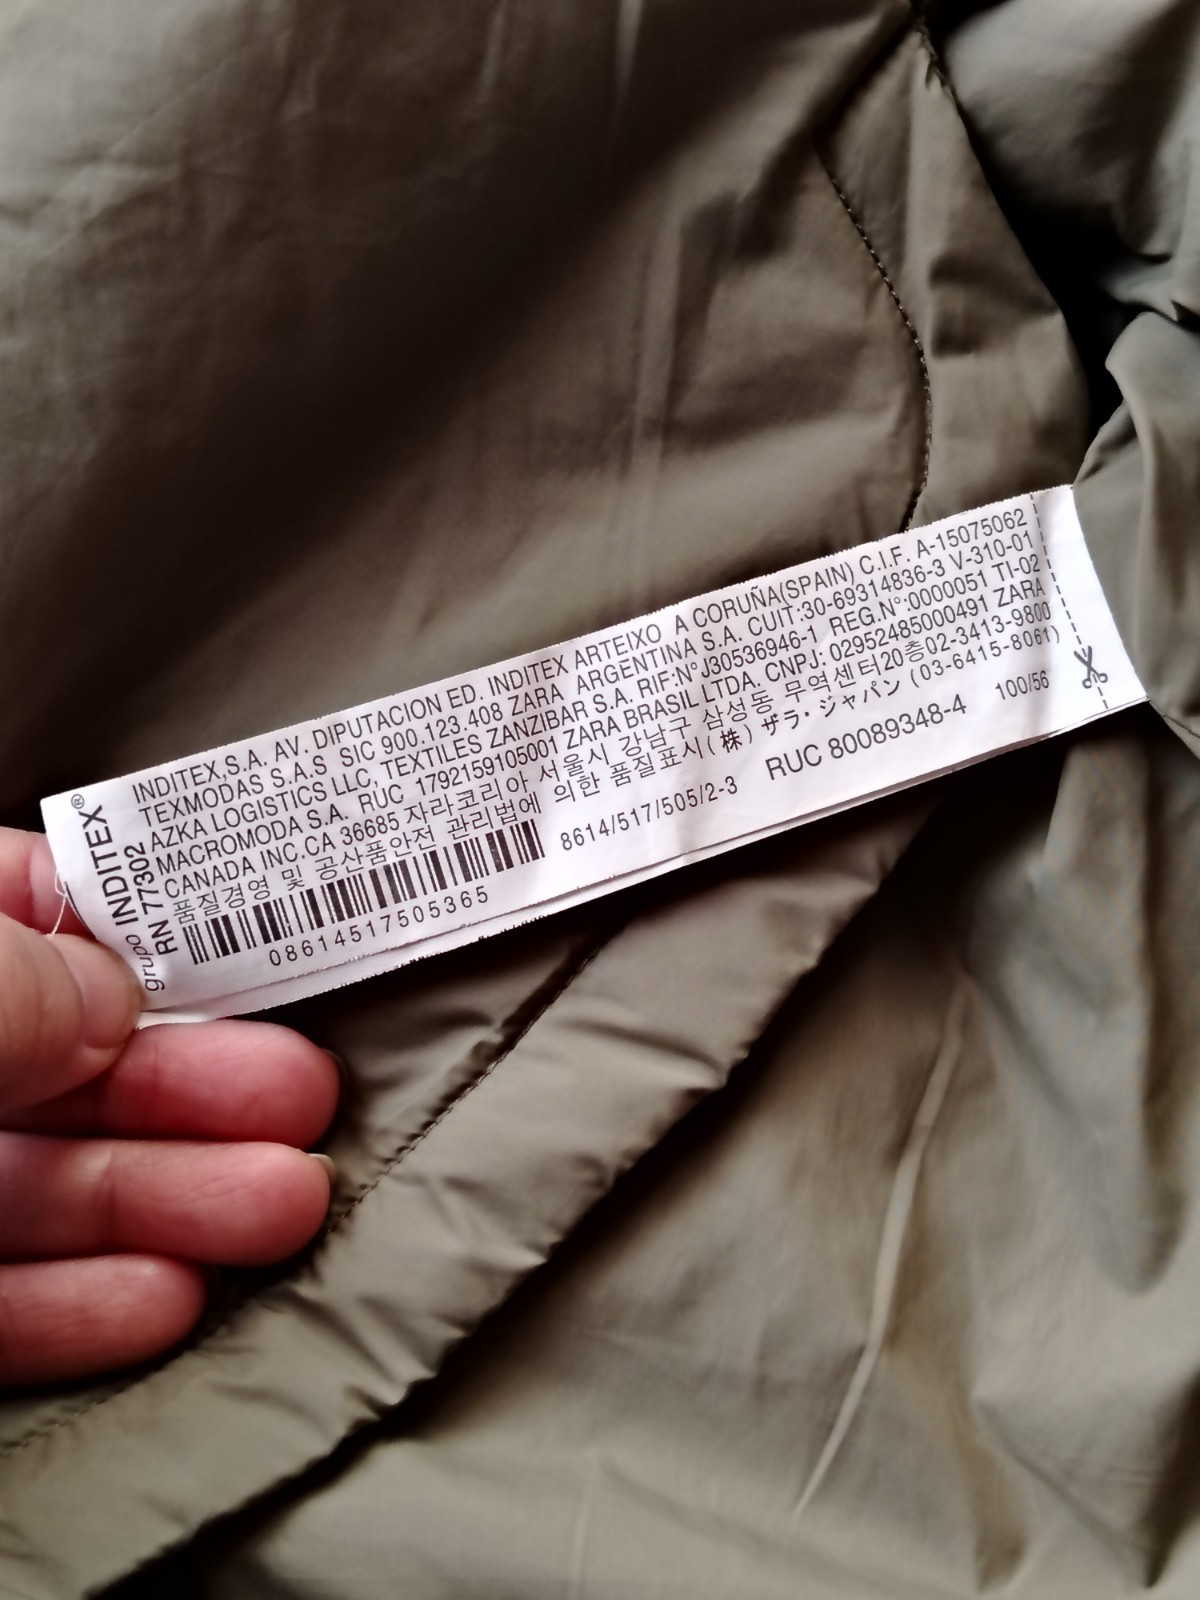 grupo INDITEX®
RN 77302
INDITEX,S.A. AV. DIPUTACION ED. INDITEX ARTEIXO A CORUÑA(SPAIN) C.I.F. A-15075062
TEXMODAS S.A.S SIC 900.123.408 ZARA ARGENTINA S.A. CUIT:30-69314836-3 V-310-01
AZKA LOGISTICS LLC, TEXTILES ZANZIBAR S.A. RIF:Nº J30536946-1 REG.Nº:0000051 TI-02
MACROMODA S.A. RUC 1792159105001 ZARA BRASIL LTDA. CNPJ: 02952485000491 ZARA
CANADA INC.CA 36685 자라코리아 서울시 강남구 삼성동 무역센터20층02-3413-9800
품질경영 및 공산품안전 관리법에 의한 품질표시(株) ザラ・ジャパン (03-6415-8061)
08614517505365
8614/517/505/2-3
RUC 80089348-4
100/56